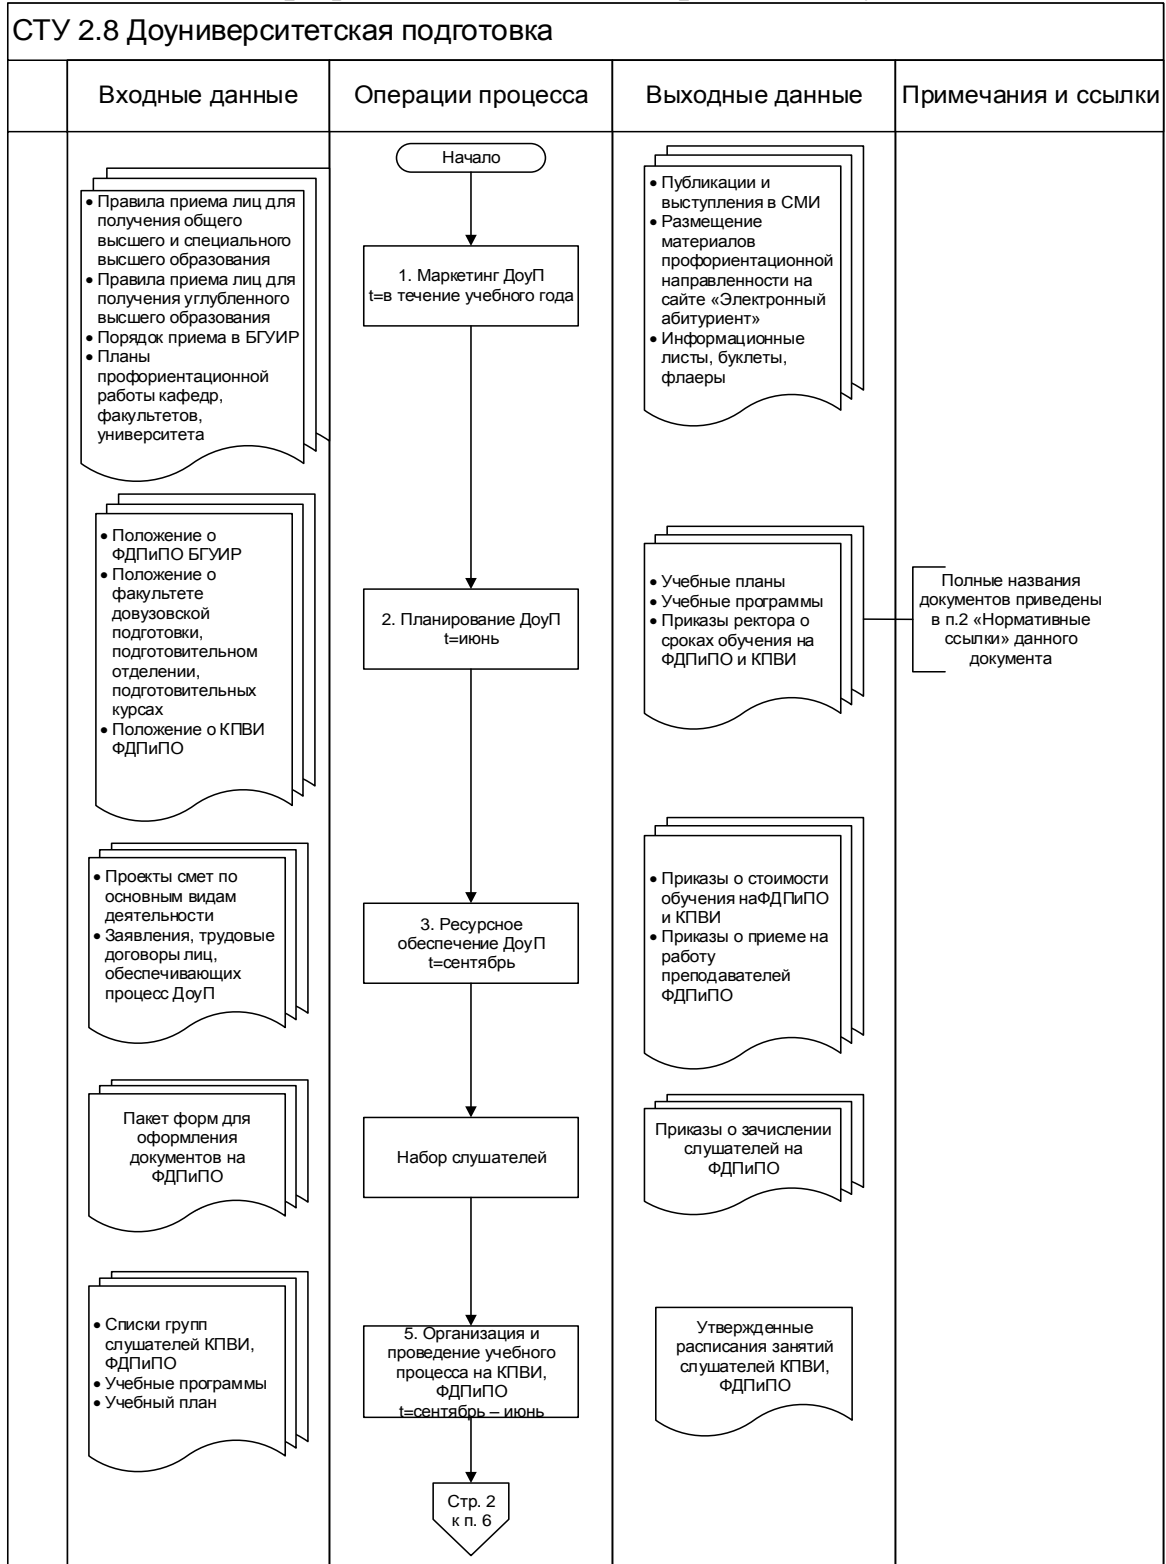 СТУ 2.8 Доуниверситетская подготовка
Входные данные
Операции процесса
Выходные данные
Примечания и ссылки
• Правила приема лиц для
получения общего
высшего и специального
высшего образования
• Правила приема лиц для
получения углубленного
высшего образования
• Порядок приема в БГУИР
• Планы
профориентационной
работы кафедр,
факультетов,
университета
Начало
1. Маркетинг ДоуП
t=в течение учебного года
• Публикации и
выступления в СМИ
• Размещение
материалов
профориентационной
направленности на
сайте «Электронный
абитуриент»
• Информационные
листы, буклеты,
флаеры
• Положение о
ФДПиПО БГУИР
• Положение о
факультете
довузовской
подготовки,
подготовительном
отделении,
подготовительных
курсах
• Положение о КПВИ
ФДПиПО
2. Планирование ДоуП
t=июнь
• Учебные планы
• Учебные программы
• Приказы ректора о
сроках обучения на
ФДПиПО и КПВИ
Полные названия
документов приведены
в п.2 «Нормативные
ссылки» данного
документа
• Проекты смет по
основным видам
деятельности
• Заявления, трудовые
договоры лиц,
обеспечивающих
процесс ДоуП
3. Ресурсное
обеспечение ДоуП
t=сентябрь
• Приказы о стоимости
обучения наФДПиПО
и КПВИ
• Приказы о приеме на
работу
преподавателей
ФДПиПО
Пакет форм для
оформления
документов на
ФДПиПО
Набор слушателей
Приказы о зачислении
слушателей на
ФДПиПО
• Списки групп
слушателей КПВИ,
ФДПиПО
• Учебные программы
• Учебный план
5. Организация и
проведение учебного
процесса на КПВИ,
ФДПиПО
t=сентябрь – июнь
Утвержденные
расписания занятий
слушателей КПВИ,
ФДПиПО
Стр. 2
к п. 6